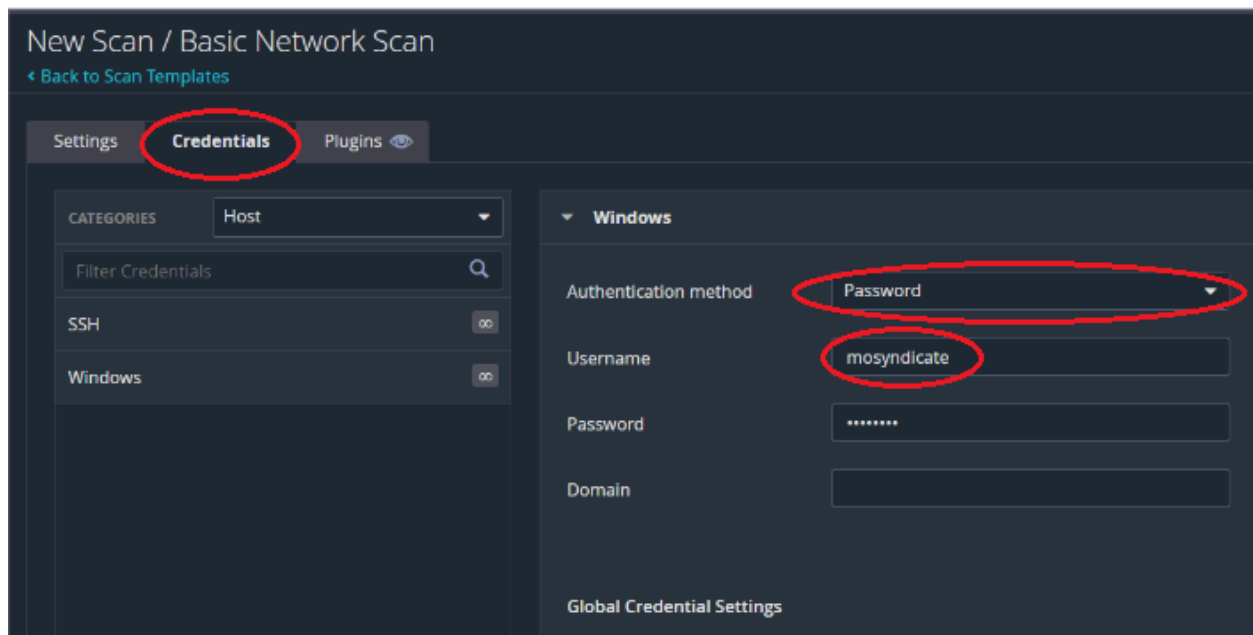 New Scan / Basic Network Scan
Back to Scan Templates
Settings
Credentials
Plugins
CATEGORIES
Host
Filter Credentials
SSH
∞
Windows
∞
Windows
Authentication method
Password
Username
mosyndicate
Password
••••••••
Domain
Global Credential Settings